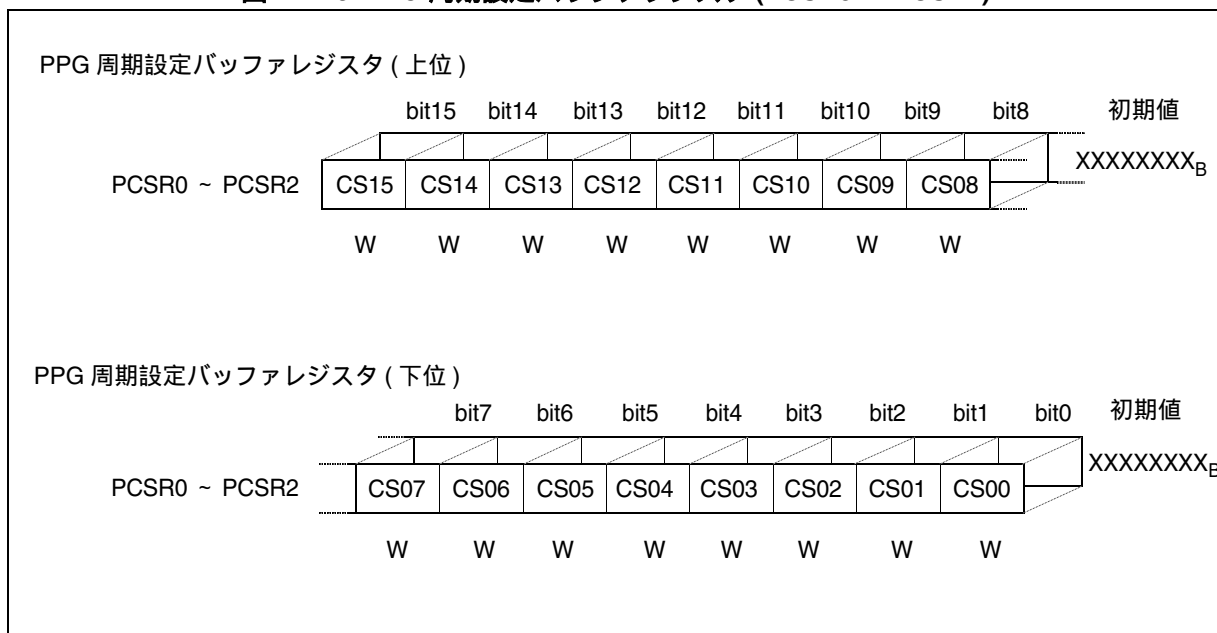 PPG 周期設定バッファレジスタ ( 上位 )
bit15 bit14 bit13 bit12 bit11 bit10 bit9 bit8 初期値
PCSR0 ~ PCSR2 CS15 CS14 CS13 CS12 CS11 CS10 CS09 CS08 XXXXXXXXB
W W W W W W W W
PPG 周期設定バッファレジスタ ( 下位 )
bit7 bit6 bit5 bit4 bit3 bit2 bit1 bit0 初期値
PCSR0 ~ PCSR2 CS07 CS06 CS05 CS04 CS03 CS02 CS01 CS00 XXXXXXXXB
W W W W W W W W